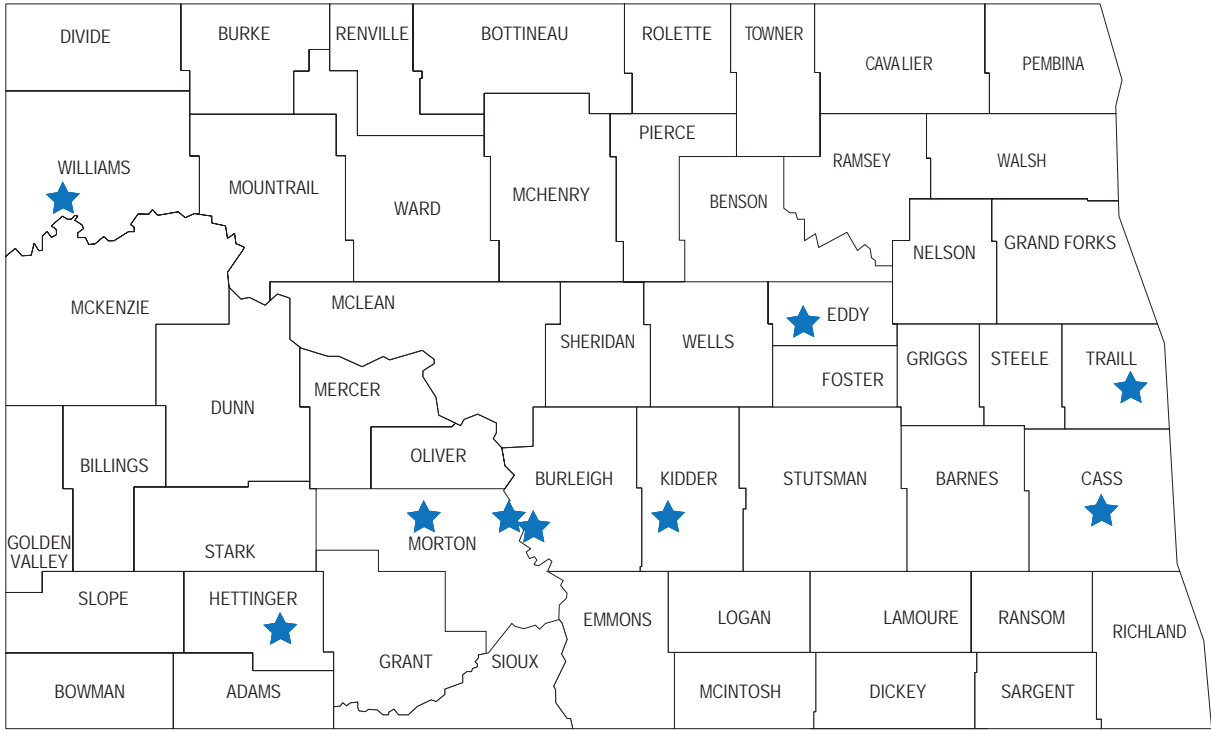 DIVIDE
BURKE
RENVILLE
BOTTINEAU
ROLETTE
TOWNER
CAVALIER
PEMBINA
WILLIAMS
MOUNTRAIL
WARD
MCHENRY
PIERCE
BENSON
RAMSEY
WALSH
NELSON
GRAND FORKS
MCKENZIE
MCLEAN
SHERIDAN
WELLS
EDDY
FOSTER
GRIGGS
STEELE
TRAILL
DUNN
MERCER
OLIVER
BILLINGS
BURLEIGH
KIDDER
STUTSMAN
BARNES
CASS
GOLDEN
VALLEY
STARK
MORTON
SLOPE
HETTINGER
GRANT
SIOUX
EMMONS
LOGAN
LAMOURE
RANSOM
RICHLAND
BOWMAN
ADAMS
MCINTOSH
DICKEY
SARGENT